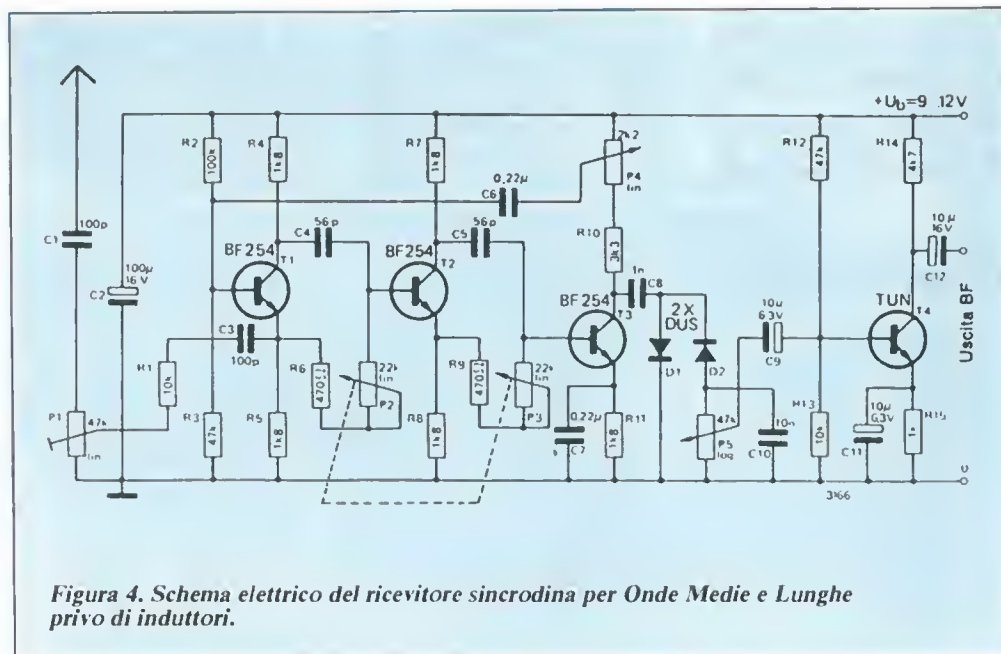 +Ub=9..12V
R2
100k
R4
1k8
R7
1k8
2k2
P4
lin
R12
47k
R14
4k7
0,22µ
C6
C1
100p
100µ
16V
C2
C4
56p
BF254
T1
C5
56p
BF254
T2
R10
3k3
1n
C8
BF254
T3
2X
DUS
D1
D2
10µ
6,3V
C9
TUN
T4
10µ
16V
C12
Uscita BF
C3
100p
R1
10k
P1
47k
lin
R3
47k
R6
470Ω
R5
1k8
22k
lin
P2
R9
470Ω
R8
1k8
22k
lin
P3
0,22µ
C7
R11
1k8
47k
P5
log
10n
C10
R13
10k
10µ
6,3V
C11
R15
1k
3166
Figura 4. Schema elettrico del ricevitore sincrodina per Onde Medie e Lunghe
privo di induttori.